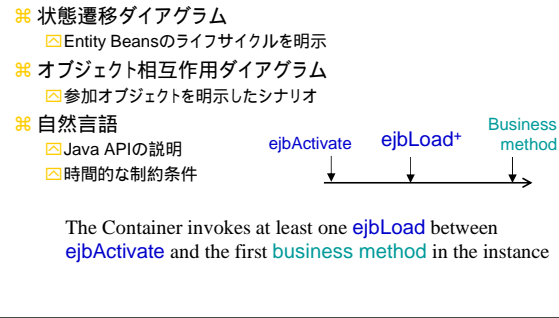 ⌘ 状態遷移ダイアグラム
Entity Beansのライフサイクルを明示
⌘ オブジェクト相互作用ダイアグラム
参加オブジェクトを明示したシナリオ
⌘ 自然言語
Java APIの説明
時間的な制約条件
ejbActivate
ejbLoad+
Business
method
The Container invokes at least one ejbLoad between
ejbActivate and the first business method in the instance